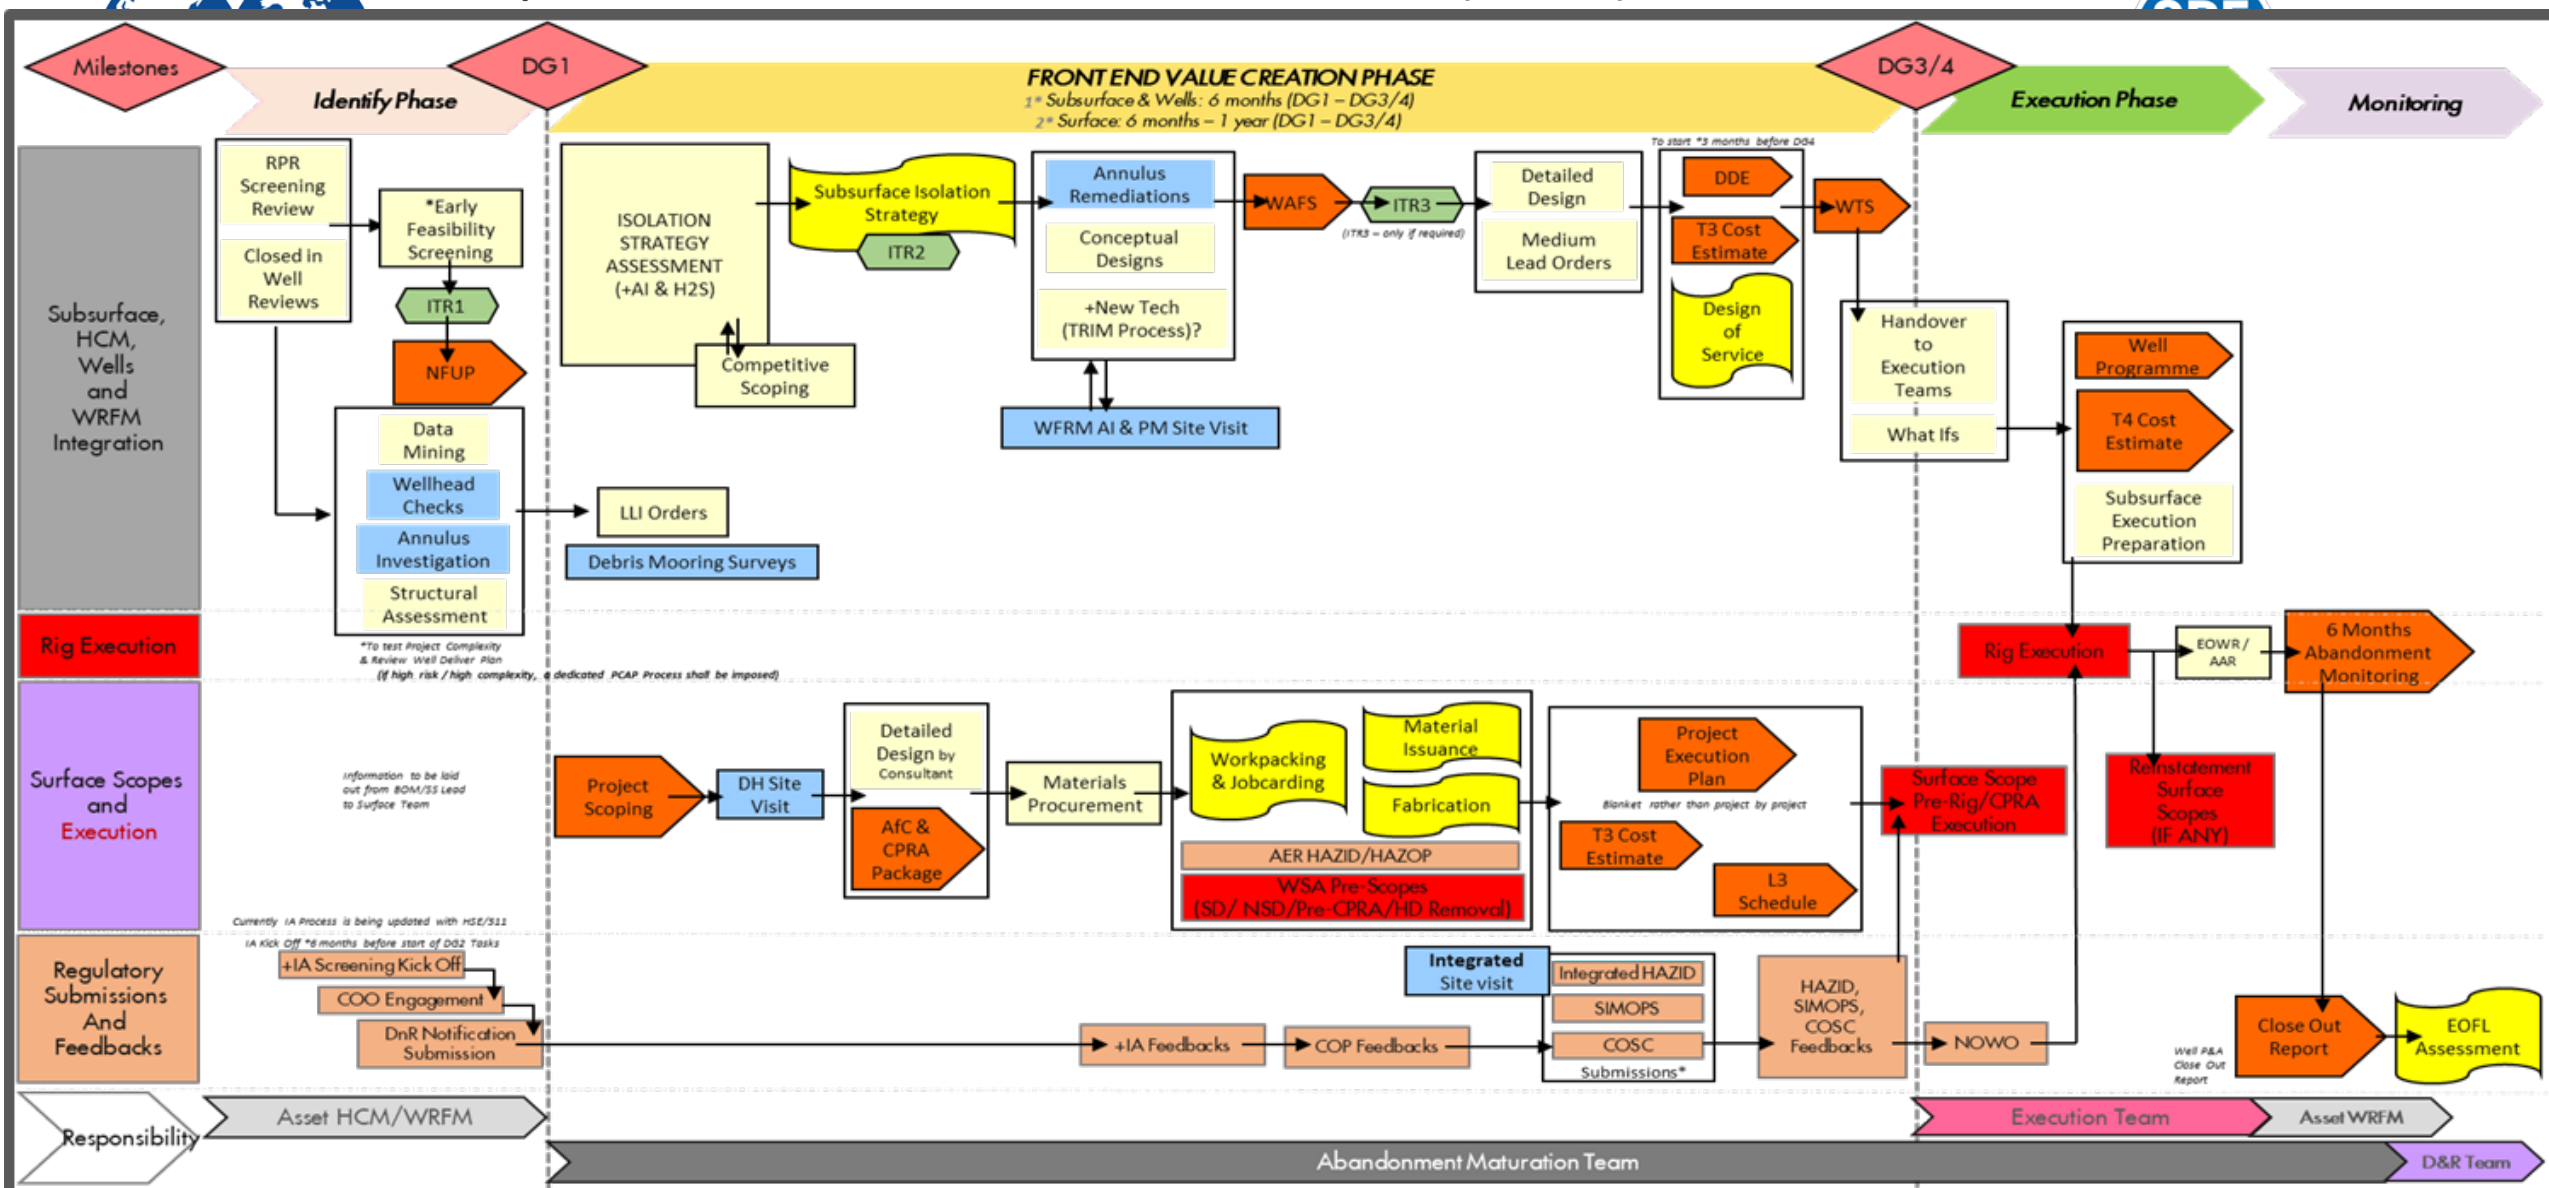 Milestones
Identify Phase
DG1
FRONT END VALUE CREATION PHASE
1* Subsurface & Wells: 6 months (DG1 – DG3/4)
2* Surface: 6 months – 1 year (DG1 – DG3/4)
DG3/4
Execution Phase
Monitoring
Subsurface,
HCM,
Wells
and
WRFM
Integration
RPR
Screening
Review
Closed in
Well
Reviews
*Early
Feasibility
Screening
ITR1
NFUP
Data
Mining
Wellhead
Checks
Annulus
Investigation
Structural
Assessment
*To test Project Complexity
& Review Well Deliver Plan
(if high risk / high complexity, a dedicated PCAP Process shall be imposed)
ISOLATION
STRATEGY
ASSESSMENT
(+AI & H2S)
Competitive
Scoping
LLI Orders
Debris Mooring Surveys
Subsurface Isolation
Strategy
ITR2
Annulus
Remediations
Conceptual
Designs
+New Tech
(TRIM Process)?
WFRM AI & PM Site Visit
WAFS
ITR3
(ITR3 – only if required)
Detailed
Design
Medium
Lead Orders
To start *3 months before DG4
DDE
T3 Cost
Estimate
Design
of
Service
WTS
Handover
to
Execution
Teams
What Ifs
Well
Programme
T4 Cost
Estimate
Subsurface
Execution
Preparation
Rig Execution
Rig Execution
EOWR /
AAR
6 Months
Abandonment
Monitoring
Surface Scopes
and
Execution
Information to be laid
out from BOM/SS Lead
to Surface Team
Project
Scoping
DH Site
Visit
Detailed
Design by
Consultant
AfC &
CPRA
Package
Materials
Procurement
Workpacking
& Jobcarding
Material
Issuance
Fabrication
AER HAZID/HAZOP
WSA Pre-Scopes
(SD/ NSD/Pre-CPRA/HD Removal)
Project
Execution
Plan
Blanket rather than project by project
T3 Cost
Estimate
L3
Schedule
Surface Scope
Pre-Rig/CPRA
Execution
Reinstatement
Surface
Scopes
(IF ANY)
Currently IA Process is being updated with HSE/S11
IA Kick Off *6 months before start of DG2 Tasks
Regulatory
Submissions
And
Feedbacks
+IA Screening Kick Off
COO Engagement
DnR Notification
Submission
+IA Feedbacks
COP Feedbacks
Integrated
Site visit
Integrated HAZID
SIMOPS
COSC
Submissions*
HAZID,
SIMOPS,
COSC
Feedbacks
NOWO
Well P&A
Close Out
Report
Close Out
Report
EOFL
Assessment
Responsibility
Asset HCM/WRFM
Execution Team
Asset WRFM
Abandonment Maturation Team
D&R Team